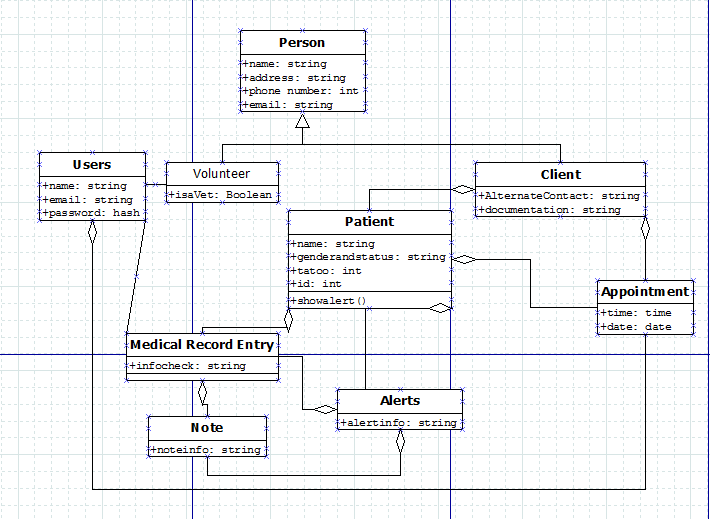 Person
+name: string
+address: string
+phone number: int
+email: string
Users
+name: string
+email: string
+password: hash
Volunteer
+isaVet: Boolean
Client
+AlternateContact: string
+documentation: string
Patient
+name: string
+genderandstatus: string
+tatoo: int
+id: int
+showalert()
Appointment
+time: time
+date: date
Medical Record Entry
+infocheck: string
Alerts
+alertinfo: string
Note
+noteinfo: string